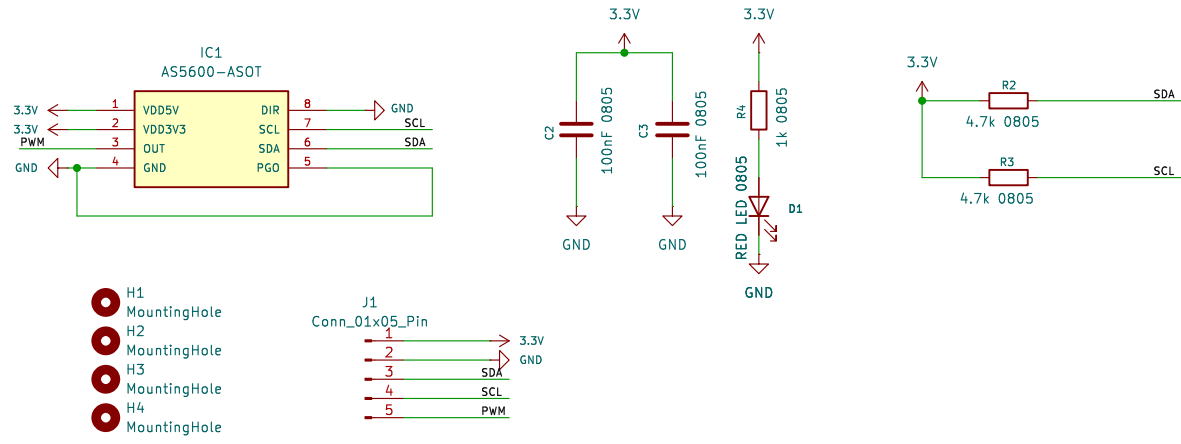 IC1
AS5600-ASOT
3.3V 1 VDD5V DIR 8 GND
3.3V 2 VDD3V3 SCL 7 SCL
PWM 3 OUT SDA 6 SDA
GND 4 GND PGO 5
3.3V
C2
100nF 0805
C3
100nF 0805
GND
GND
3.3V
R4
1k 0805
RED LED 0805
D1
GND
3.3V
R2
SDA
4.7k 0805
R3
SCL
4.7k 0805
H1
MountingHole
H2
MountingHole
H3
MountingHole
H4
MountingHole
J1
Conn_01x05_Pin
1 3.3V
2 GND
3 SDA
4 SCL
5 PWM